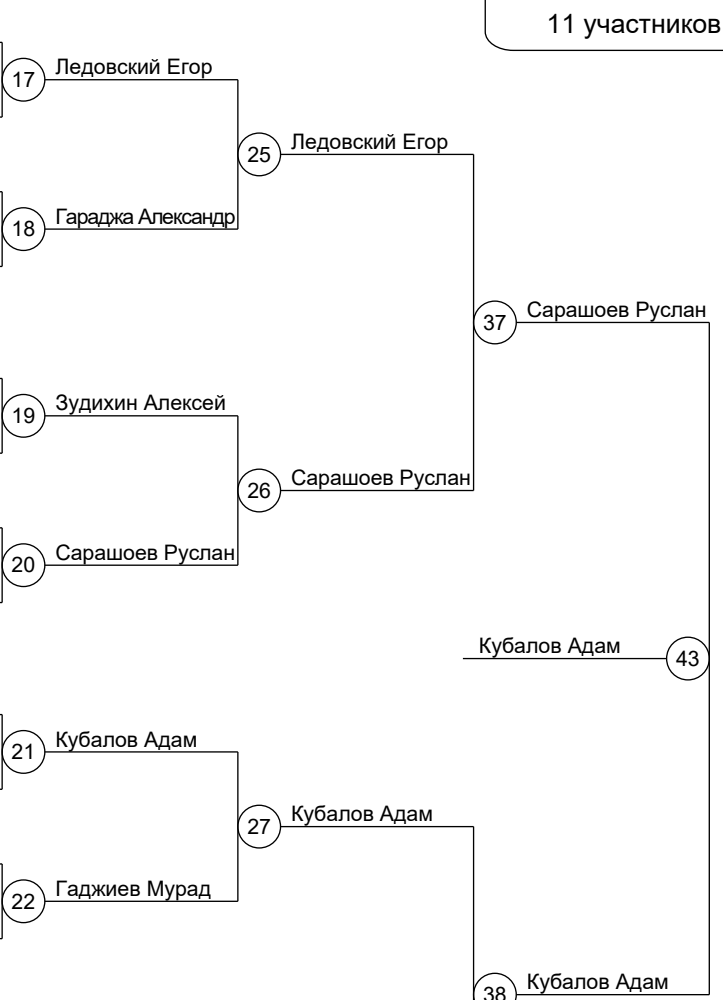 11 участников
17 Ледовский Егор
25 Ледовский Егор
18 Гараджа Александр
37 Сарашоев Руслан
19 Зудихин Алексей
26 Сарашоев Руслан
20 Сарашоев Руслан
Кубалов Адам 43
21 Кубалов Адам
27 Кубалов Адам
22 Гаджиев Мурад
38 Кубалов Адам